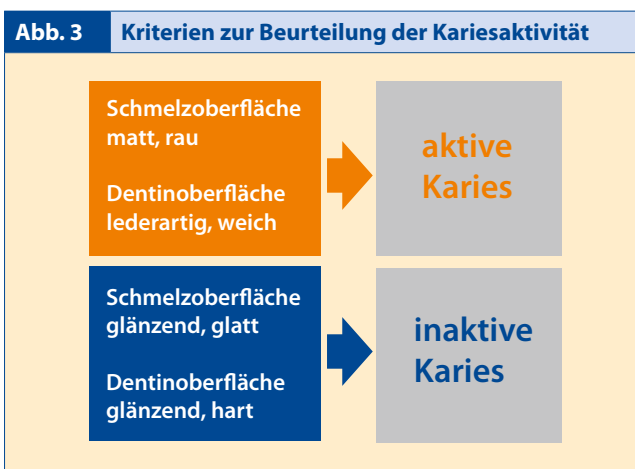 Abb. 3 Kriterien zur Beurteilung der Kariesaktivität
Schmelzoberfläche
matt, rau
Dentinoberfläche
lederartig, weich
aktive
Karies
Schmelzoberfläche
glänzend, glatt
Dentinoberfläche
glänzend, hart
inaktive
Karies